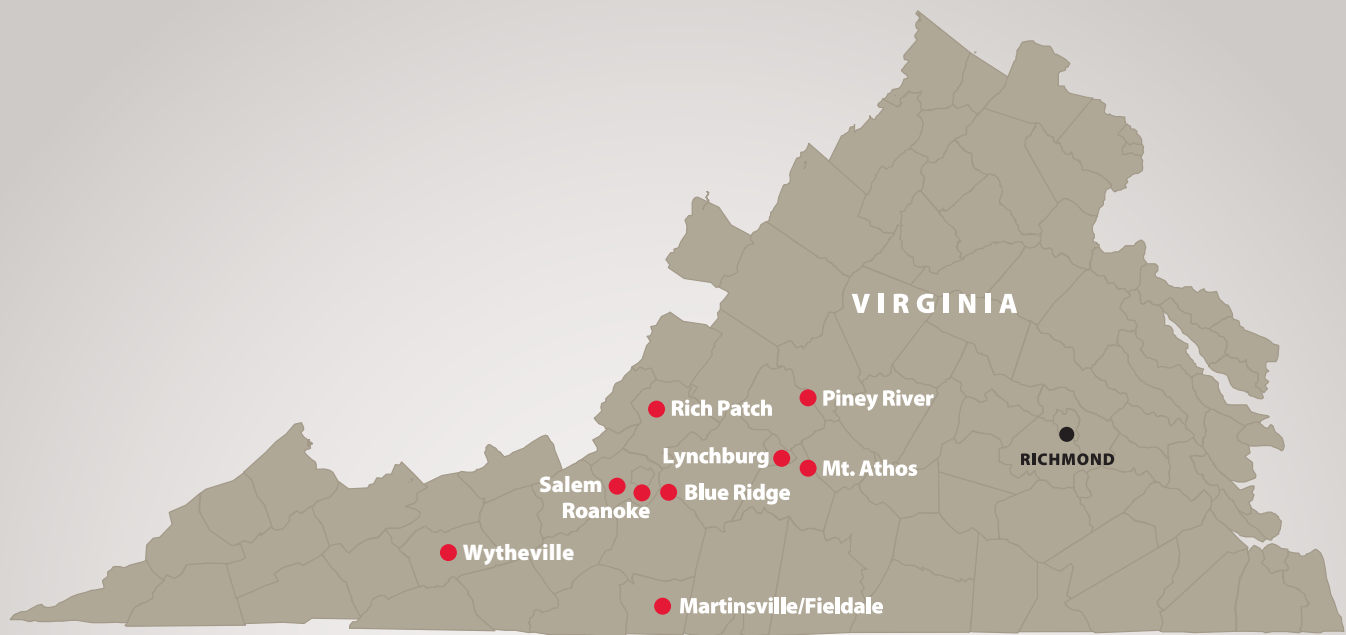 VIRGINIA
Piney River
Rich Patch
RICHMOND
Lynchburg
Mt. Athos
Salem
Blue Ridge
Roanoke
Wytheville
Martinsville/Fieldale